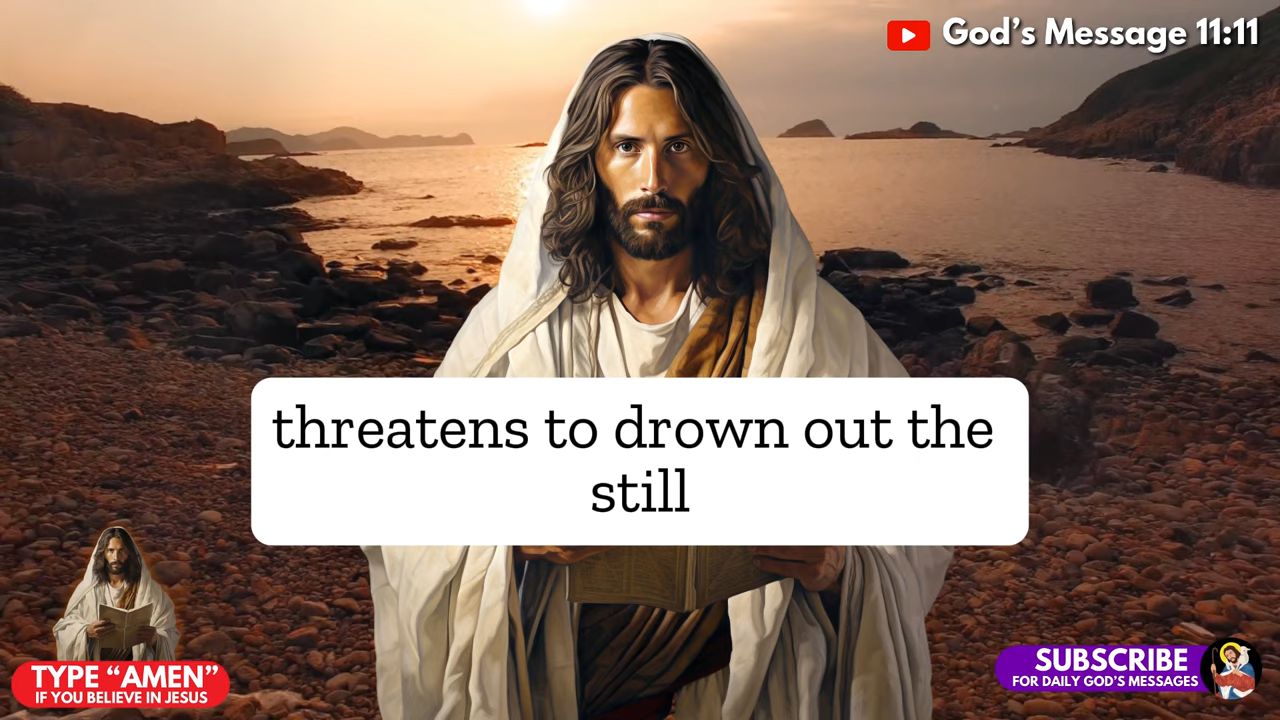 God's Message 11:11
threatens to drown out the
still
TYPE “AMEN”
IF YOU BELIEVE IN JESUS
SUBSCRIBE
FOR DAILY GOD'S MESSAGES